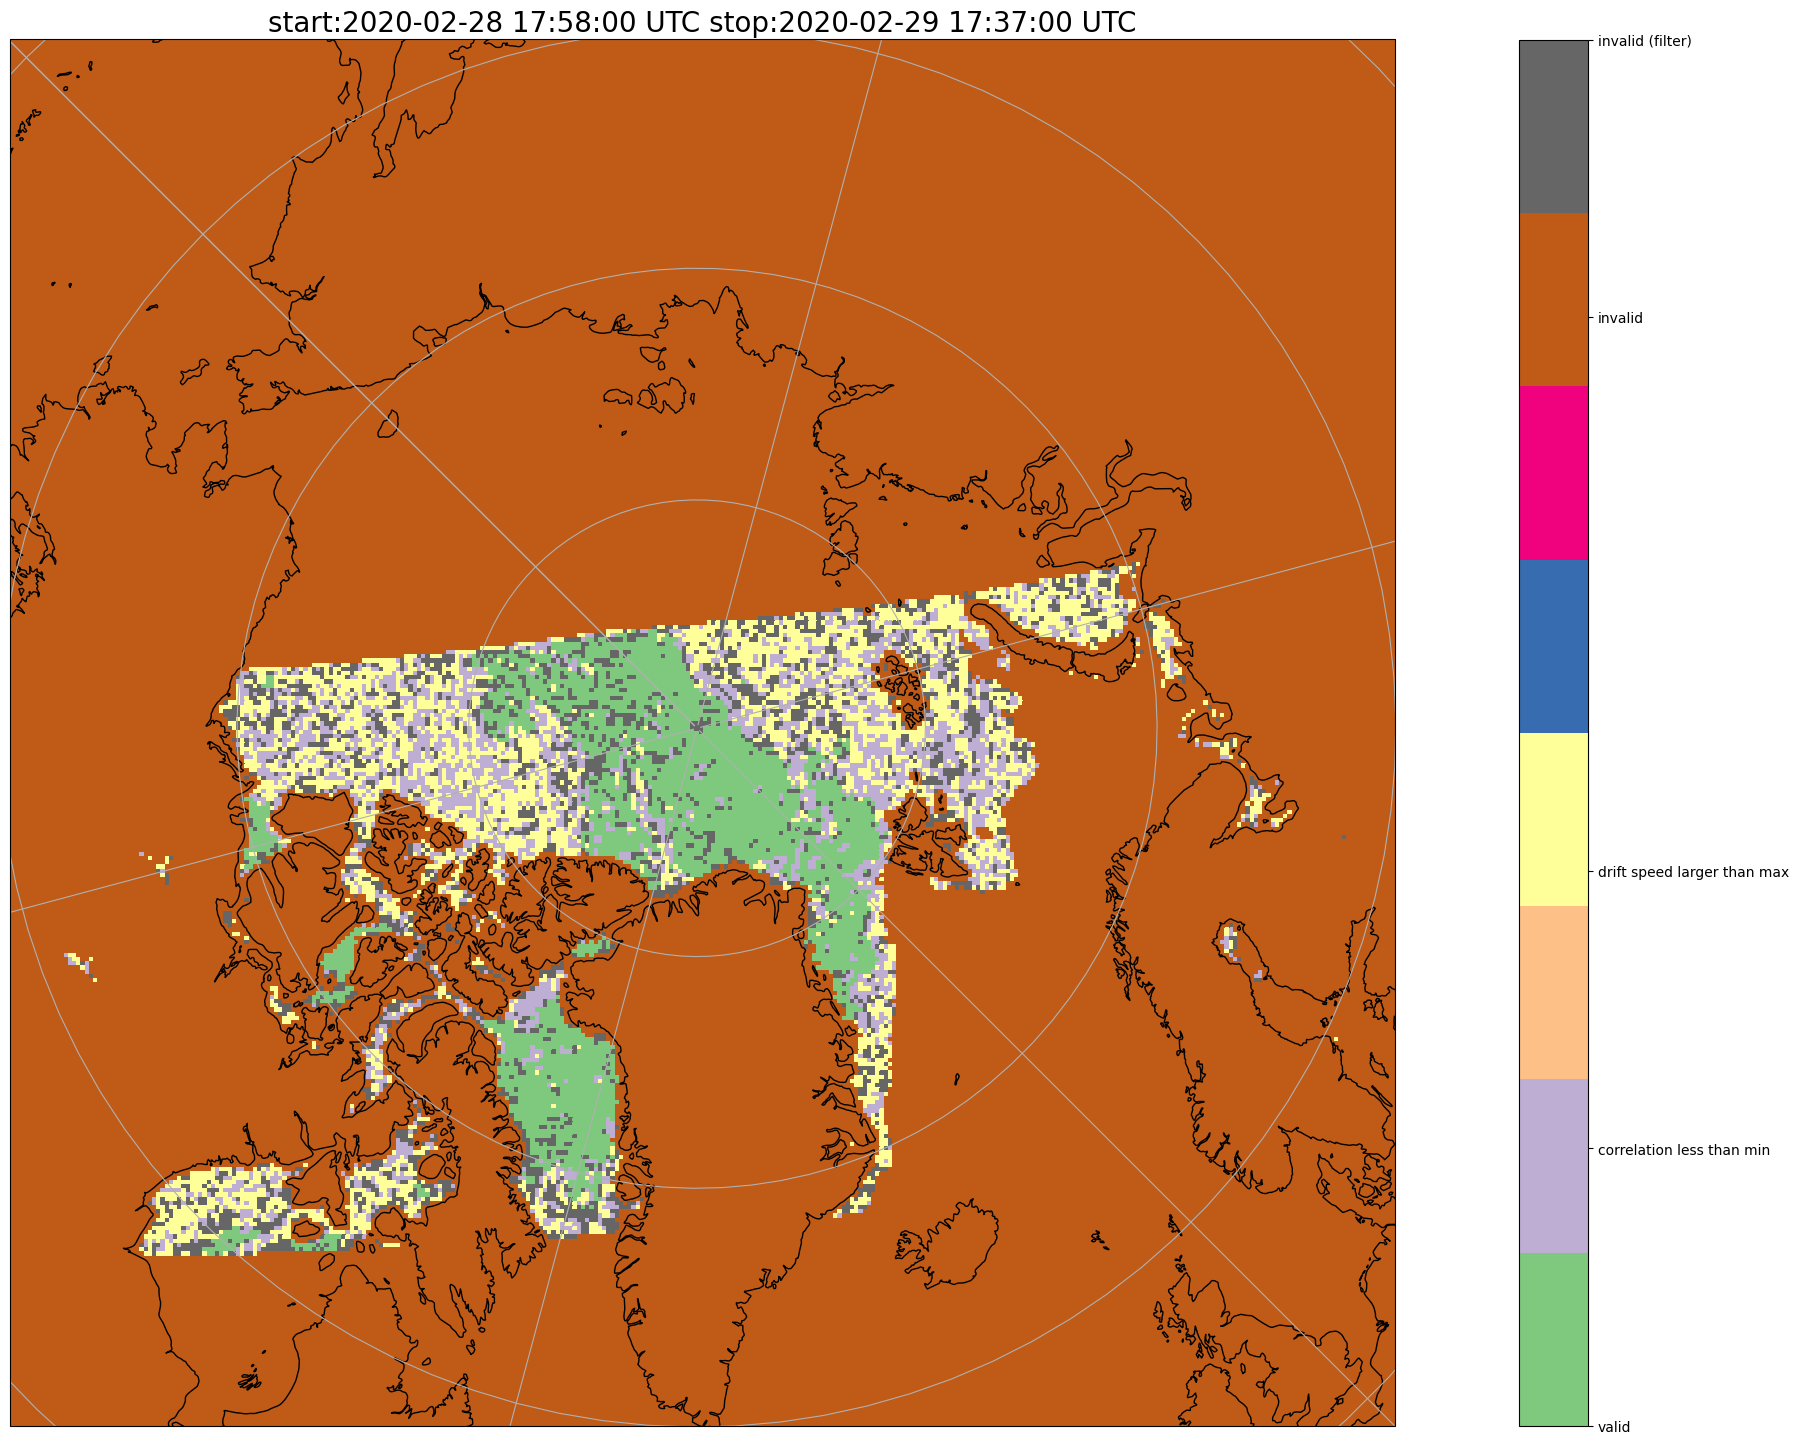 start:2020-02-28 17:58:00 UTC stop:2020-02-29 17:37:00 UTC
invalid (filter)
invalid
drift speed larger than max
correlation less than min
valid